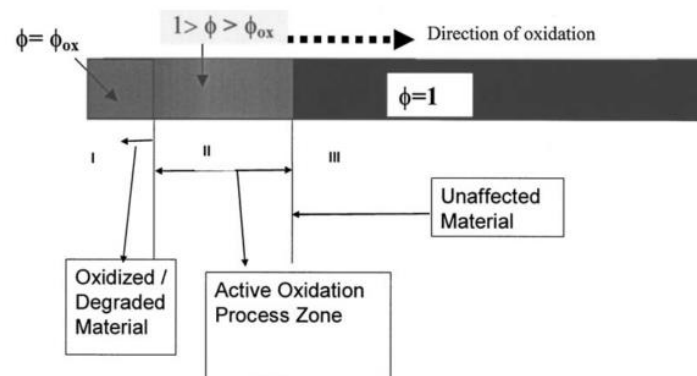 1> ϕ > ϕox
ϕ= ϕox
Direction of oxidation
ϕ=1
I
II
III
Unaffected
Material
Oxidized /
Degraded
Material
Active Oxidation
Process Zone